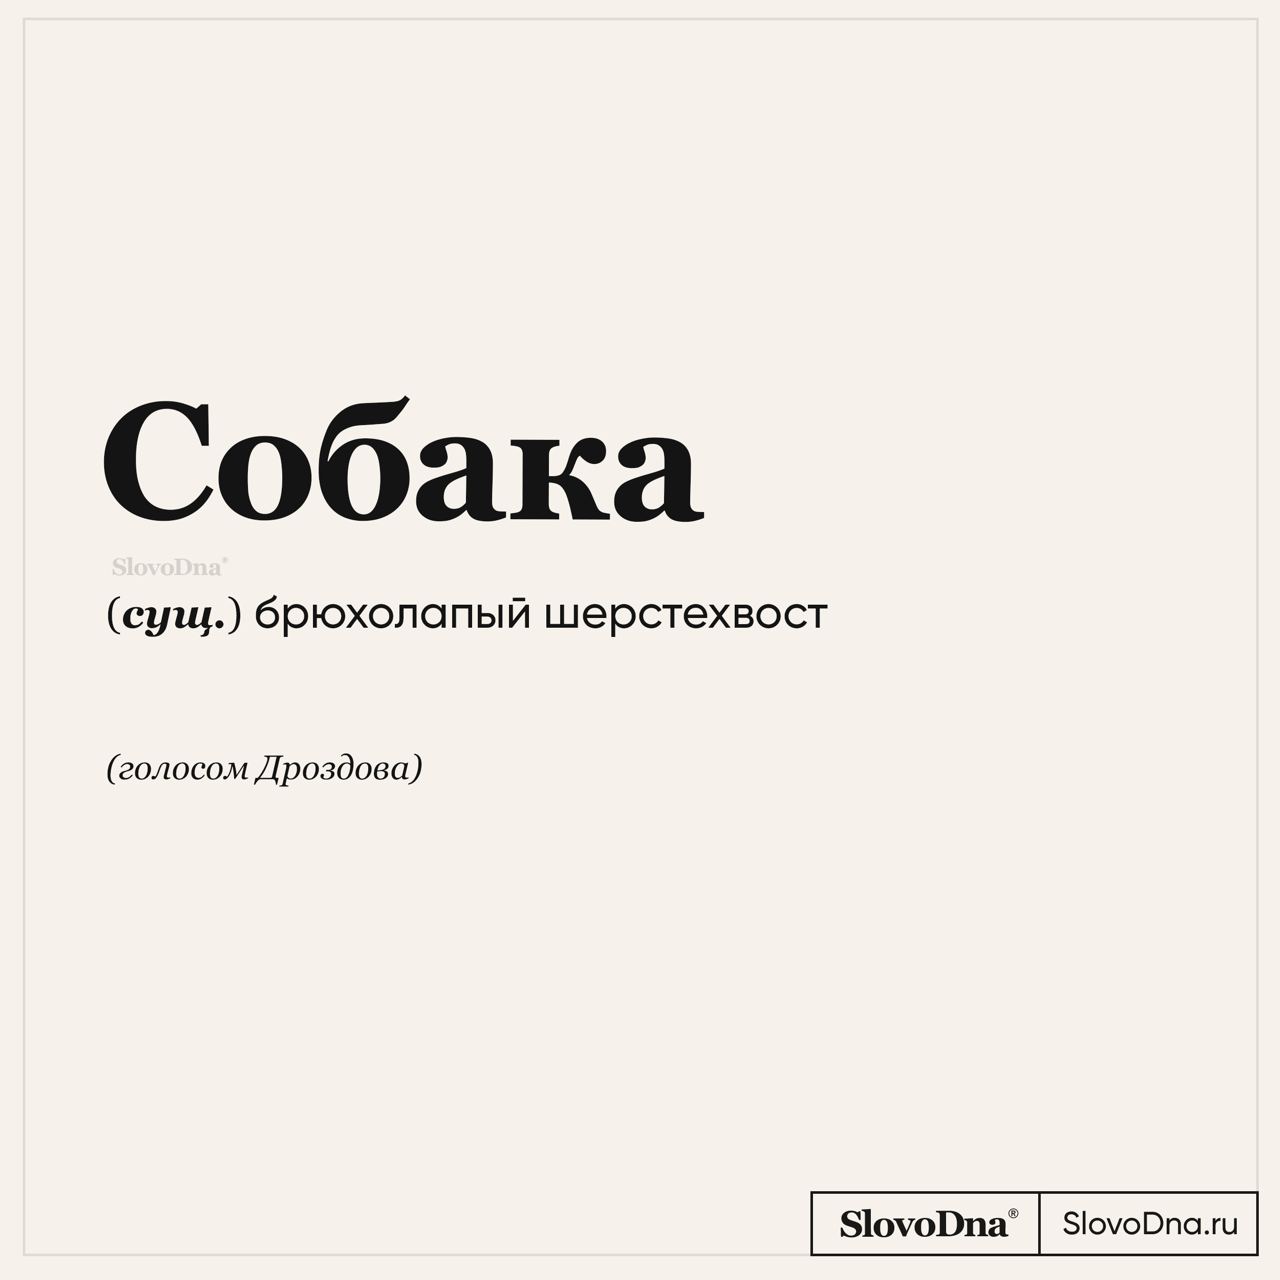 Собака
SlovoDna®
(сущ.) брюхолапый шерстехвост
(голосом Дроздова)
SlovoDna® SlovoDna.ru